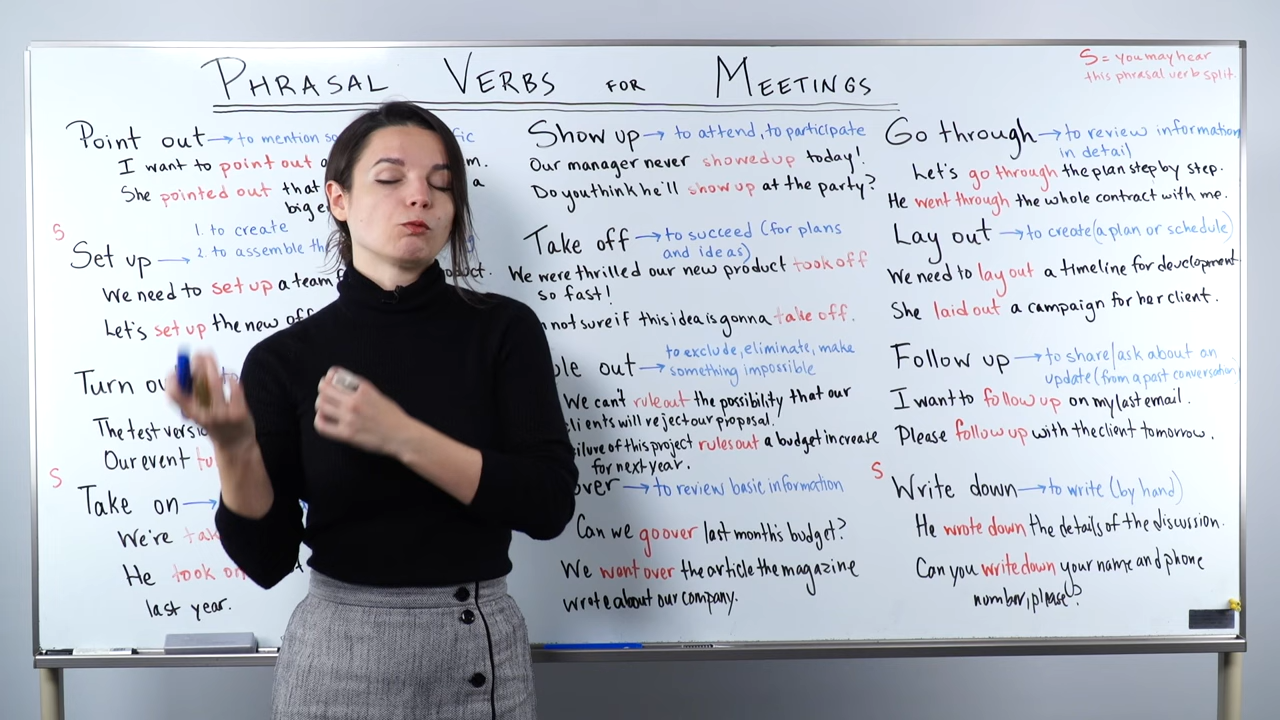 PHRASAL VERBS FOR MEETINGS
S = you may hear
this phrasal verb split.
Point out → to mention
I want to point out
She pointed out that a
S
Set up → 1. to create
2. to assemble
We need to set up a team
Let's set up the new
Turn
The test
Our event
S
Take on →
We're
He took on
last year.
Show up → to attend, to participate
Our manager never showed up today!
Do you think he'll show up at the party?
Take off → to succeed (for plans
and ideas)
We were thrilled our new product took off
so fast!
not sure if this idea is gonna take off.
out → to exclude, eliminate, make
something impossible
We can't rule out the possibility that our
will reject our proposal.
of this project rules out a budget increase
for next year.
→ to review basic information
Can we go over last month's budget?
We want over the article the magazine
wrote about our company.
Go through → to review information
in detail
Let's go through the plan step by step.
He went through the whole contract with me.
Lay out → to create (a plan or schedule)
We need to lay out a timeline for development.
She laid out a campaign for her client.
Follow up → to share/ask about an
update (from a past conversation)
I want to follow up on my last email.
Please follow up with the client tomorrow.
S
Write down → to write (by hand)
He wrote down the details of the discussion.
Can you write down your name and phone
number, please?